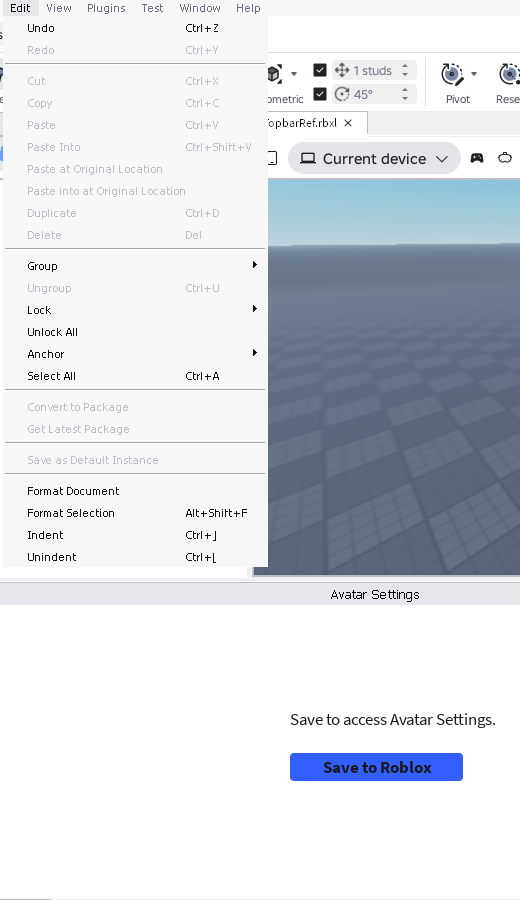 Edit View Plugins Test Window Help
Undo Ctrl+Z
Redo Ctrl+Y
Cut Ctrl+X
Copy Ctrl+C
Paste Ctrl+V
Paste Into Ctrl+Shift+V
Paste at Original Location
Paste into at Original Location
Duplicate Ctrl+D
Delete Del
Group
Ungroup Ctrl+U
Lock
Unlock All
Anchor
Select All Ctrl+A
Convert to Package
Get Latest Package
Save as Default Instance
Format Document
Format Selection Alt+Shift+F
Indent Ctrl+]
Unindent Ctrl+[
1 studs
45°
ometric
Pivot
Rese
TopbarRef.rbxl
Current device
Avatar Settings
Save to access Avatar Settings.
Save to Roblox